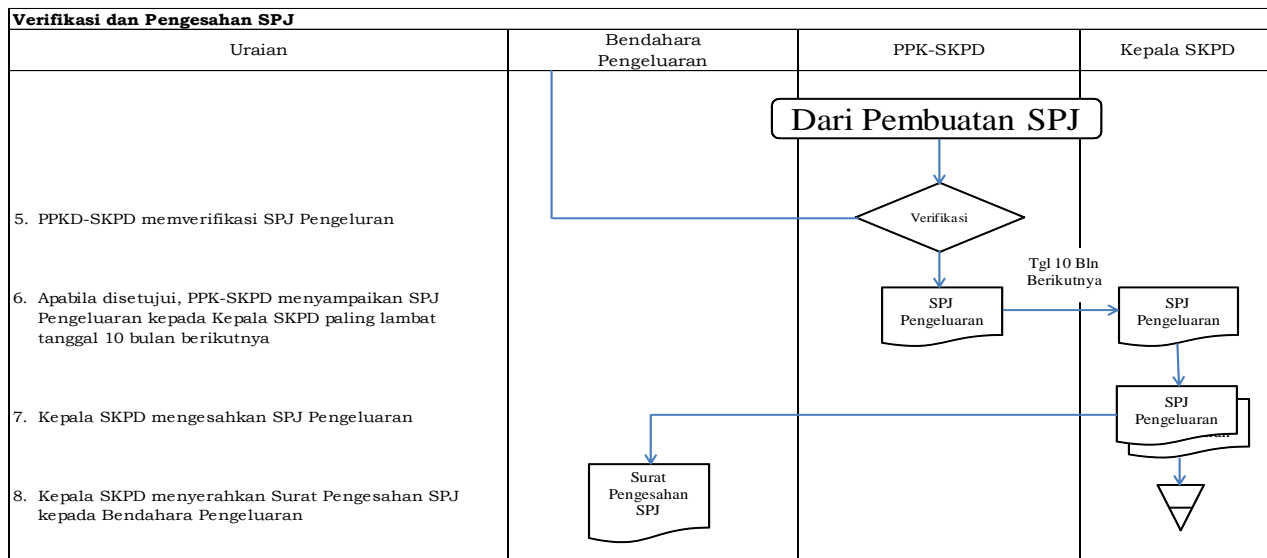 Verifikasi dan Pengesahan SPJ
Uraian
Bendahara
Pengeluaran
PPK-SKPD
Kepala SKPD
Dari Pembuatan SPJ
5. PPKD-SKPD memverifikasi SPJ Pengeluran
Verifikasi
Tgl 10 Bln
Berikutnya
6. Apabila disetujui, PPK-SKPD menyampaikan SPJ
Pengeluaran kepada Kepala SKPD paling lambat
tanggal 10 bulan berikutnya
SPJ
Pengeluaran
SPJ
Pengeluaran
7. Kepala SKPD mengesahkan SPJ Pengeluaran
SPJ
Pengeluaran
8. Kepala SKPD menyerahkan Surat Pengesahan SPJ
kepada Bendahara Pengeluaran
Surat
Pengesahan
SPJ